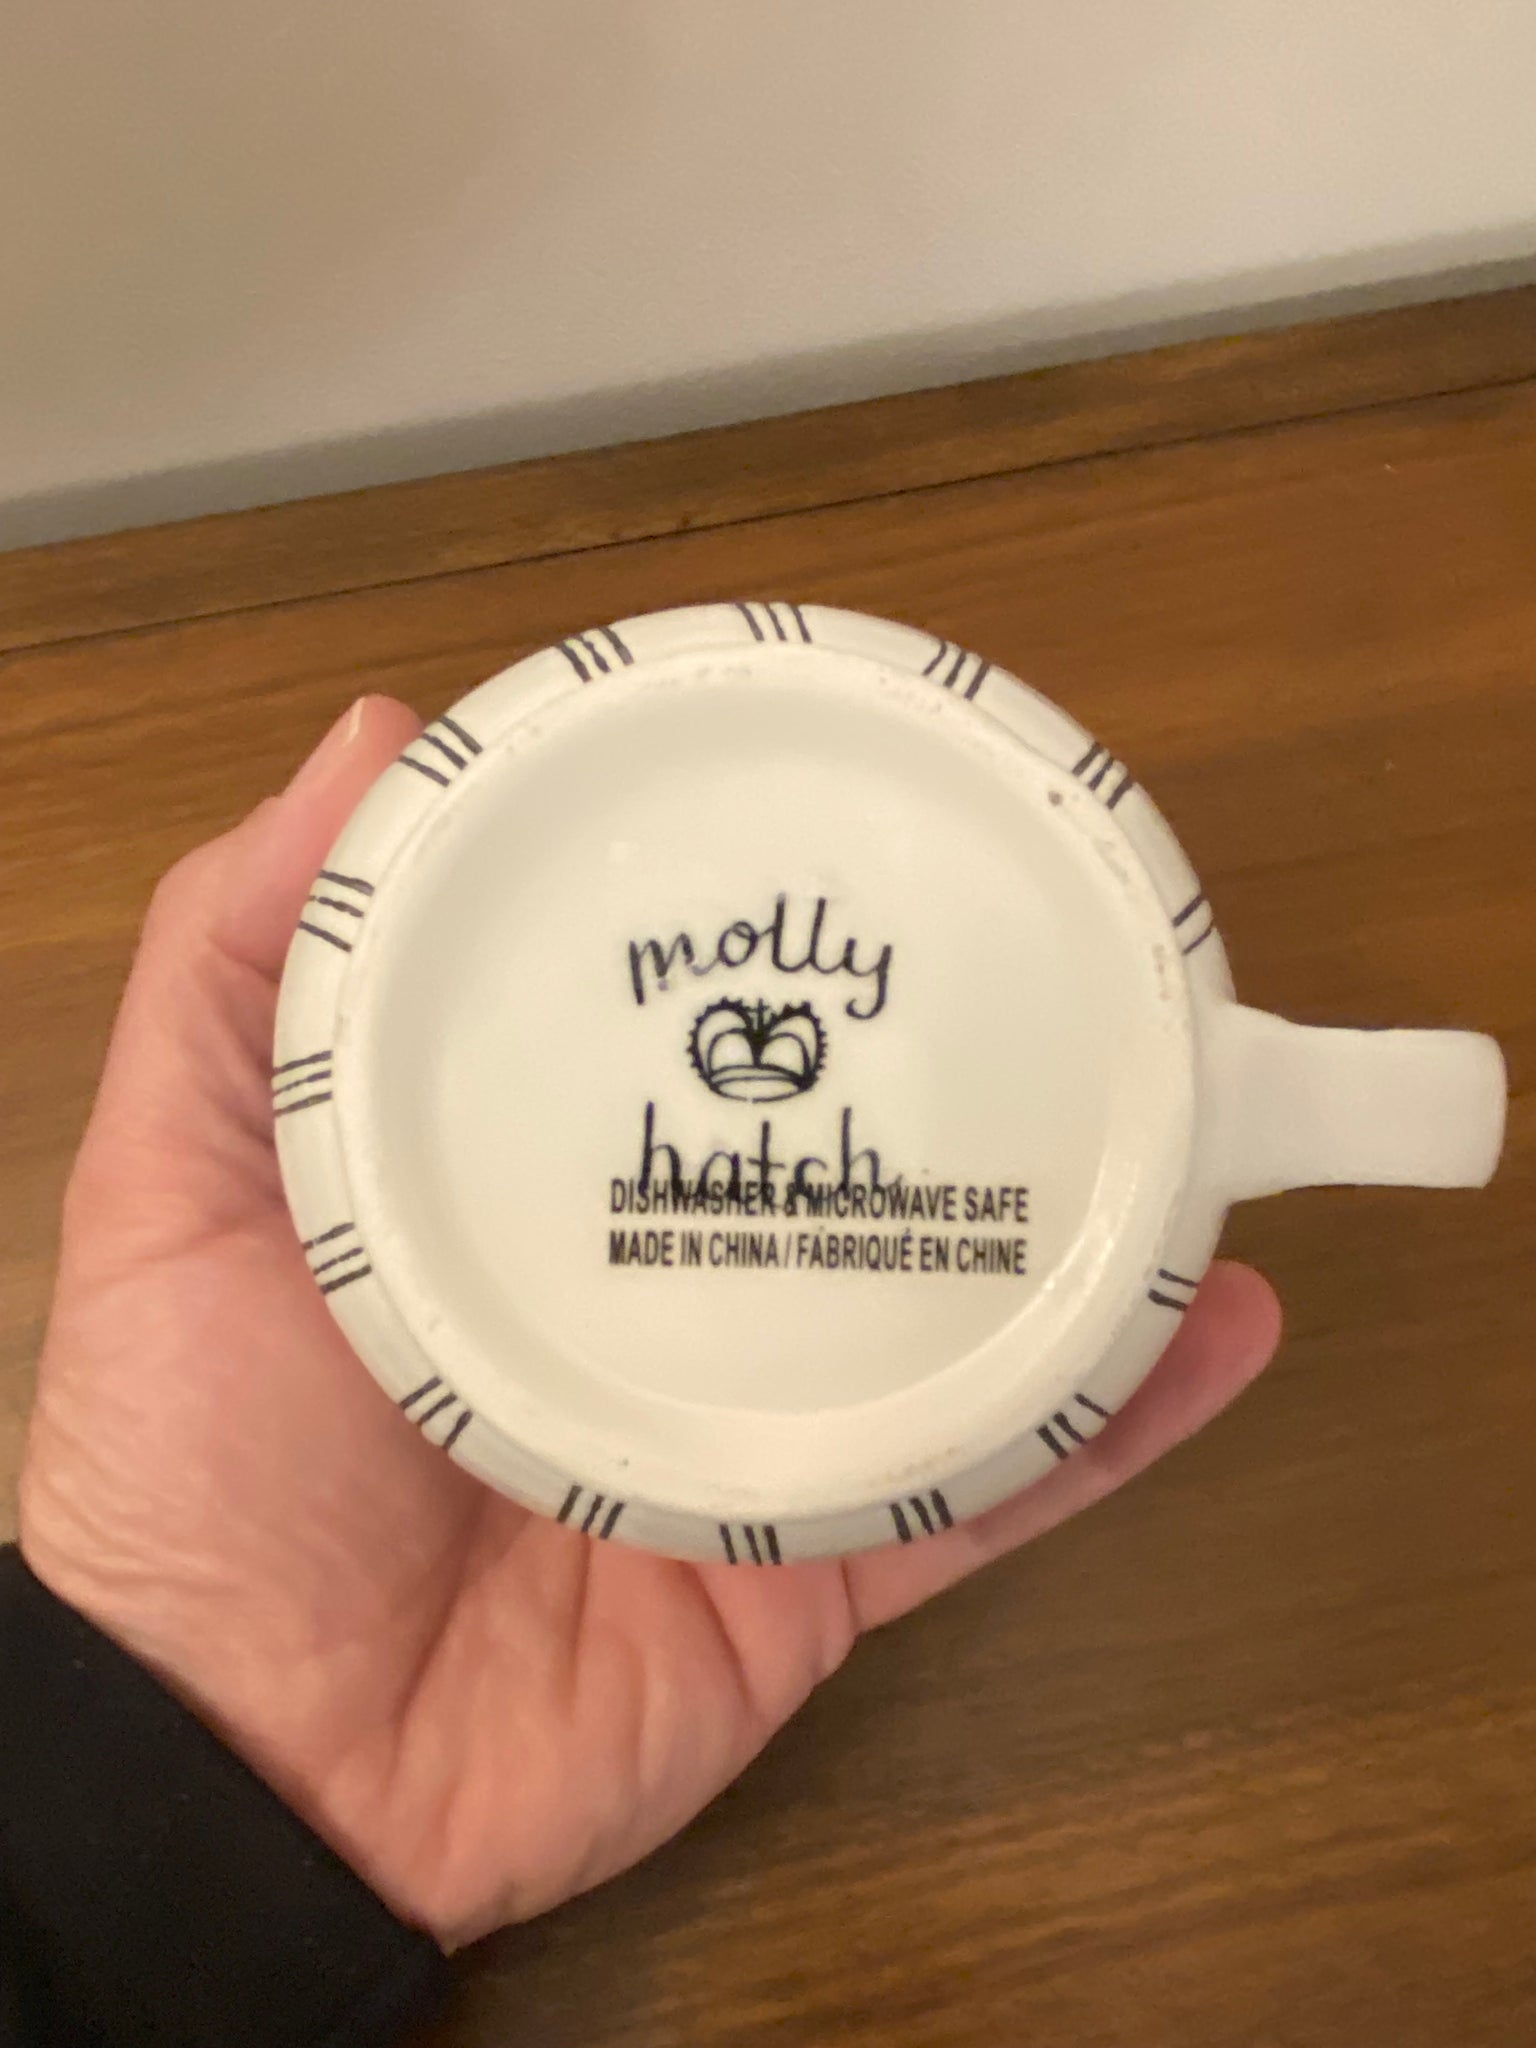 molly
hatch
DISHWASHER & MICROWAVE SAFE
MADE IN CHINA / FABRIQUÉ EN CHINE